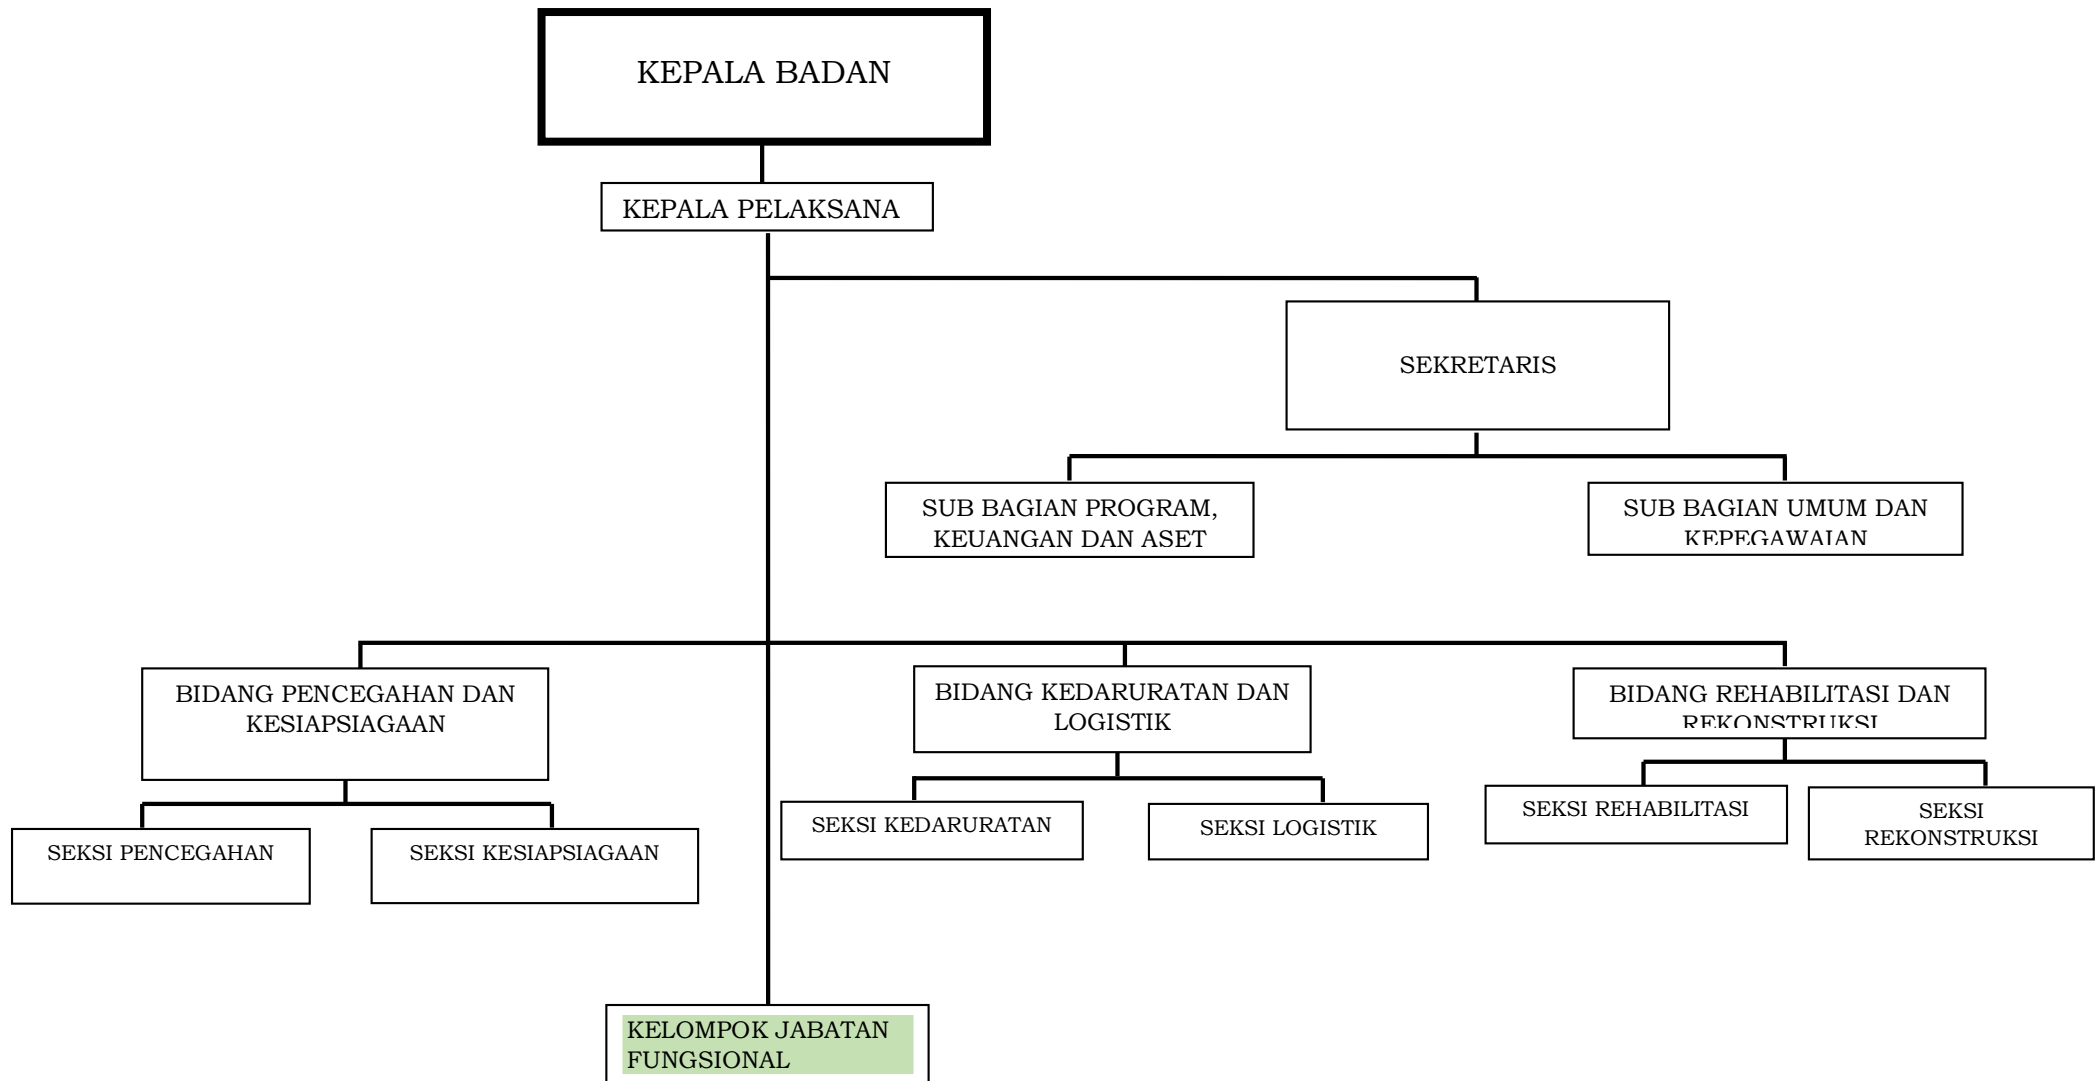 KEPALA BADAN
KEPALA PELAKSANA
SEKRETARIS
SUB BAGIAN PROGRAM,
KEUANGAN DAN ASET
SUB BAGIAN UMUM DAN
KEPEGAWAIAN
BIDANG PENCEGAHAN DAN
KESIAPSIAGAAN
BIDANG KEDARURATAN DAN
LOGISTIK
BIDANG REHABILITASI DAN
REKONSTRUKSI
SEKSI PENCEGAHAN
SEKSI KESIAPSIAGAAN
SEKSI KEDARURATAN
SEKSI LOGISTIK
SEKSI REHABILITASI
SEKSI
REKONSTRUKSI
KELOMPOK JABATAN
FUNGSIONAL